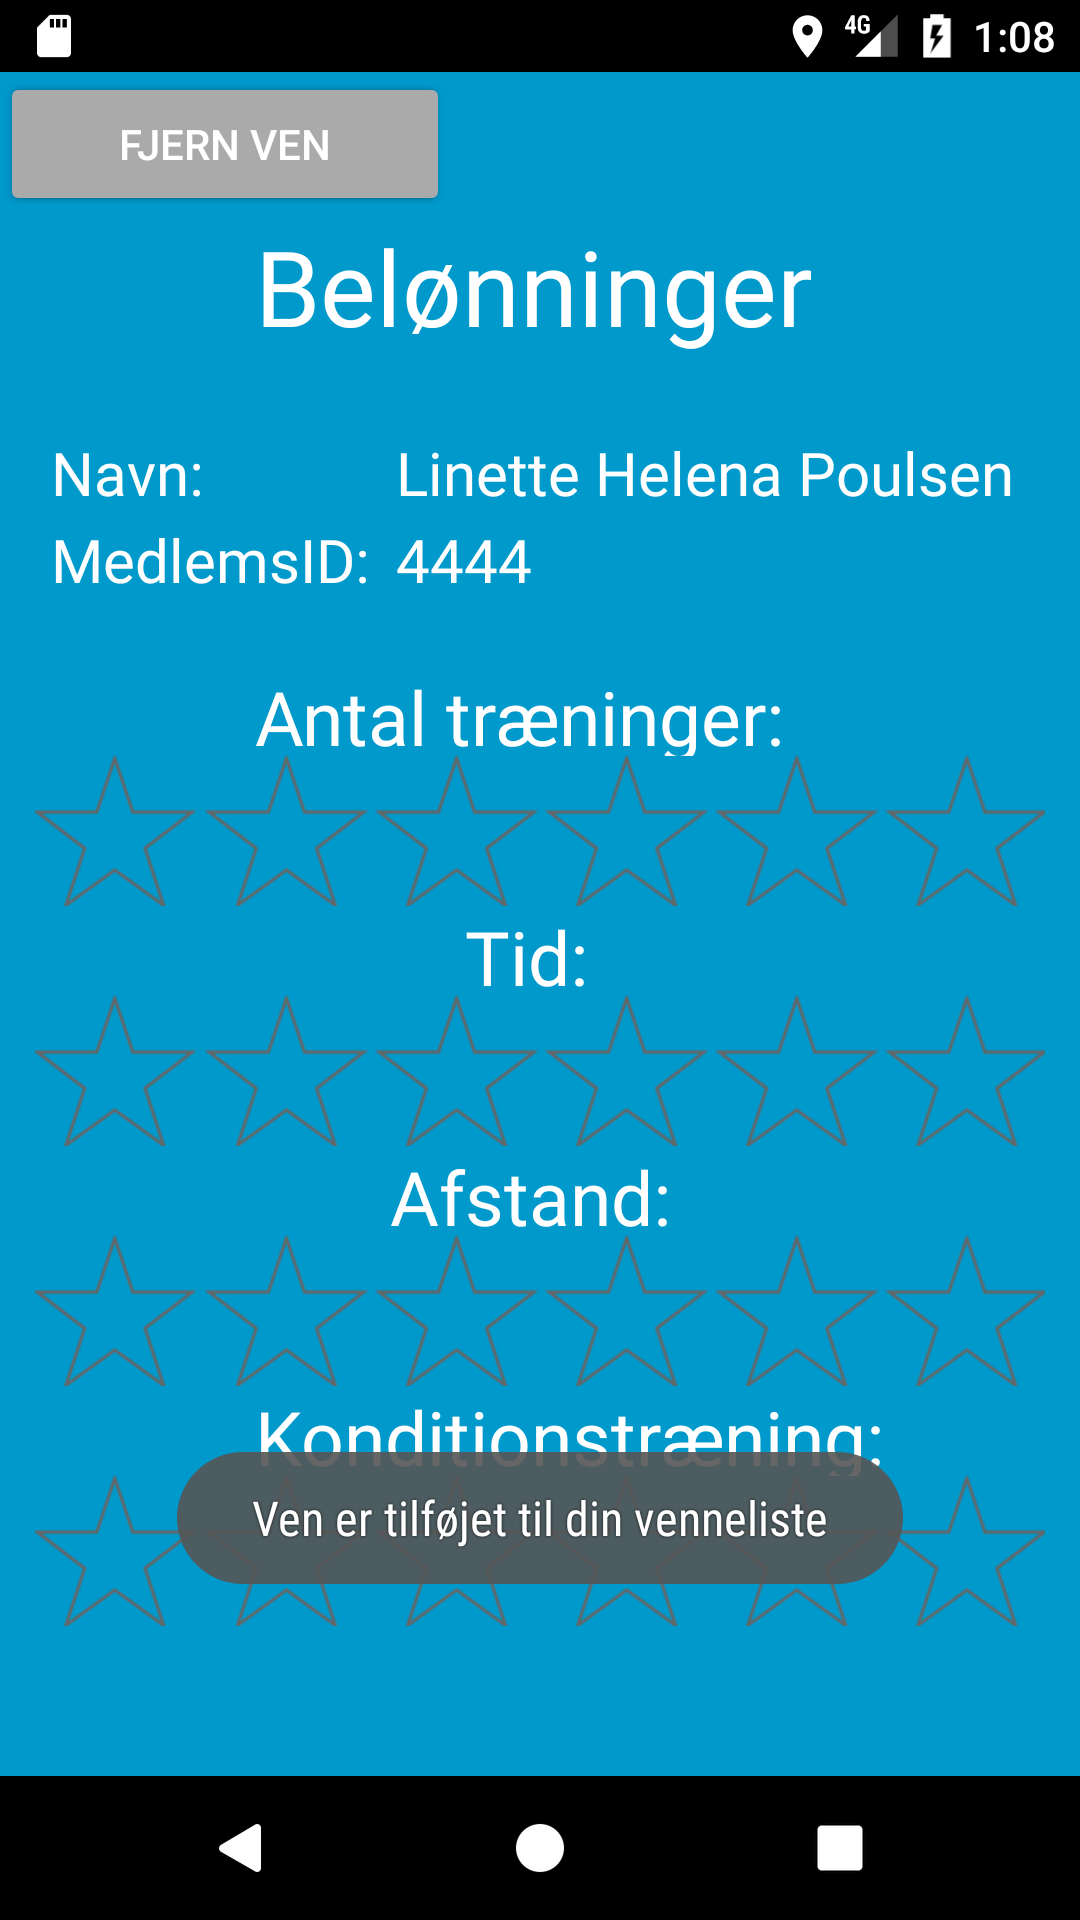 4G 1:08
FJERN VEN
Belønninger
Navn: Linette Helena Poulsen
MedlemsID: 4444
Antal træninger:
Tid:
Afstand:
Konditionstræning:
Ven er tilføjet til din venneliste